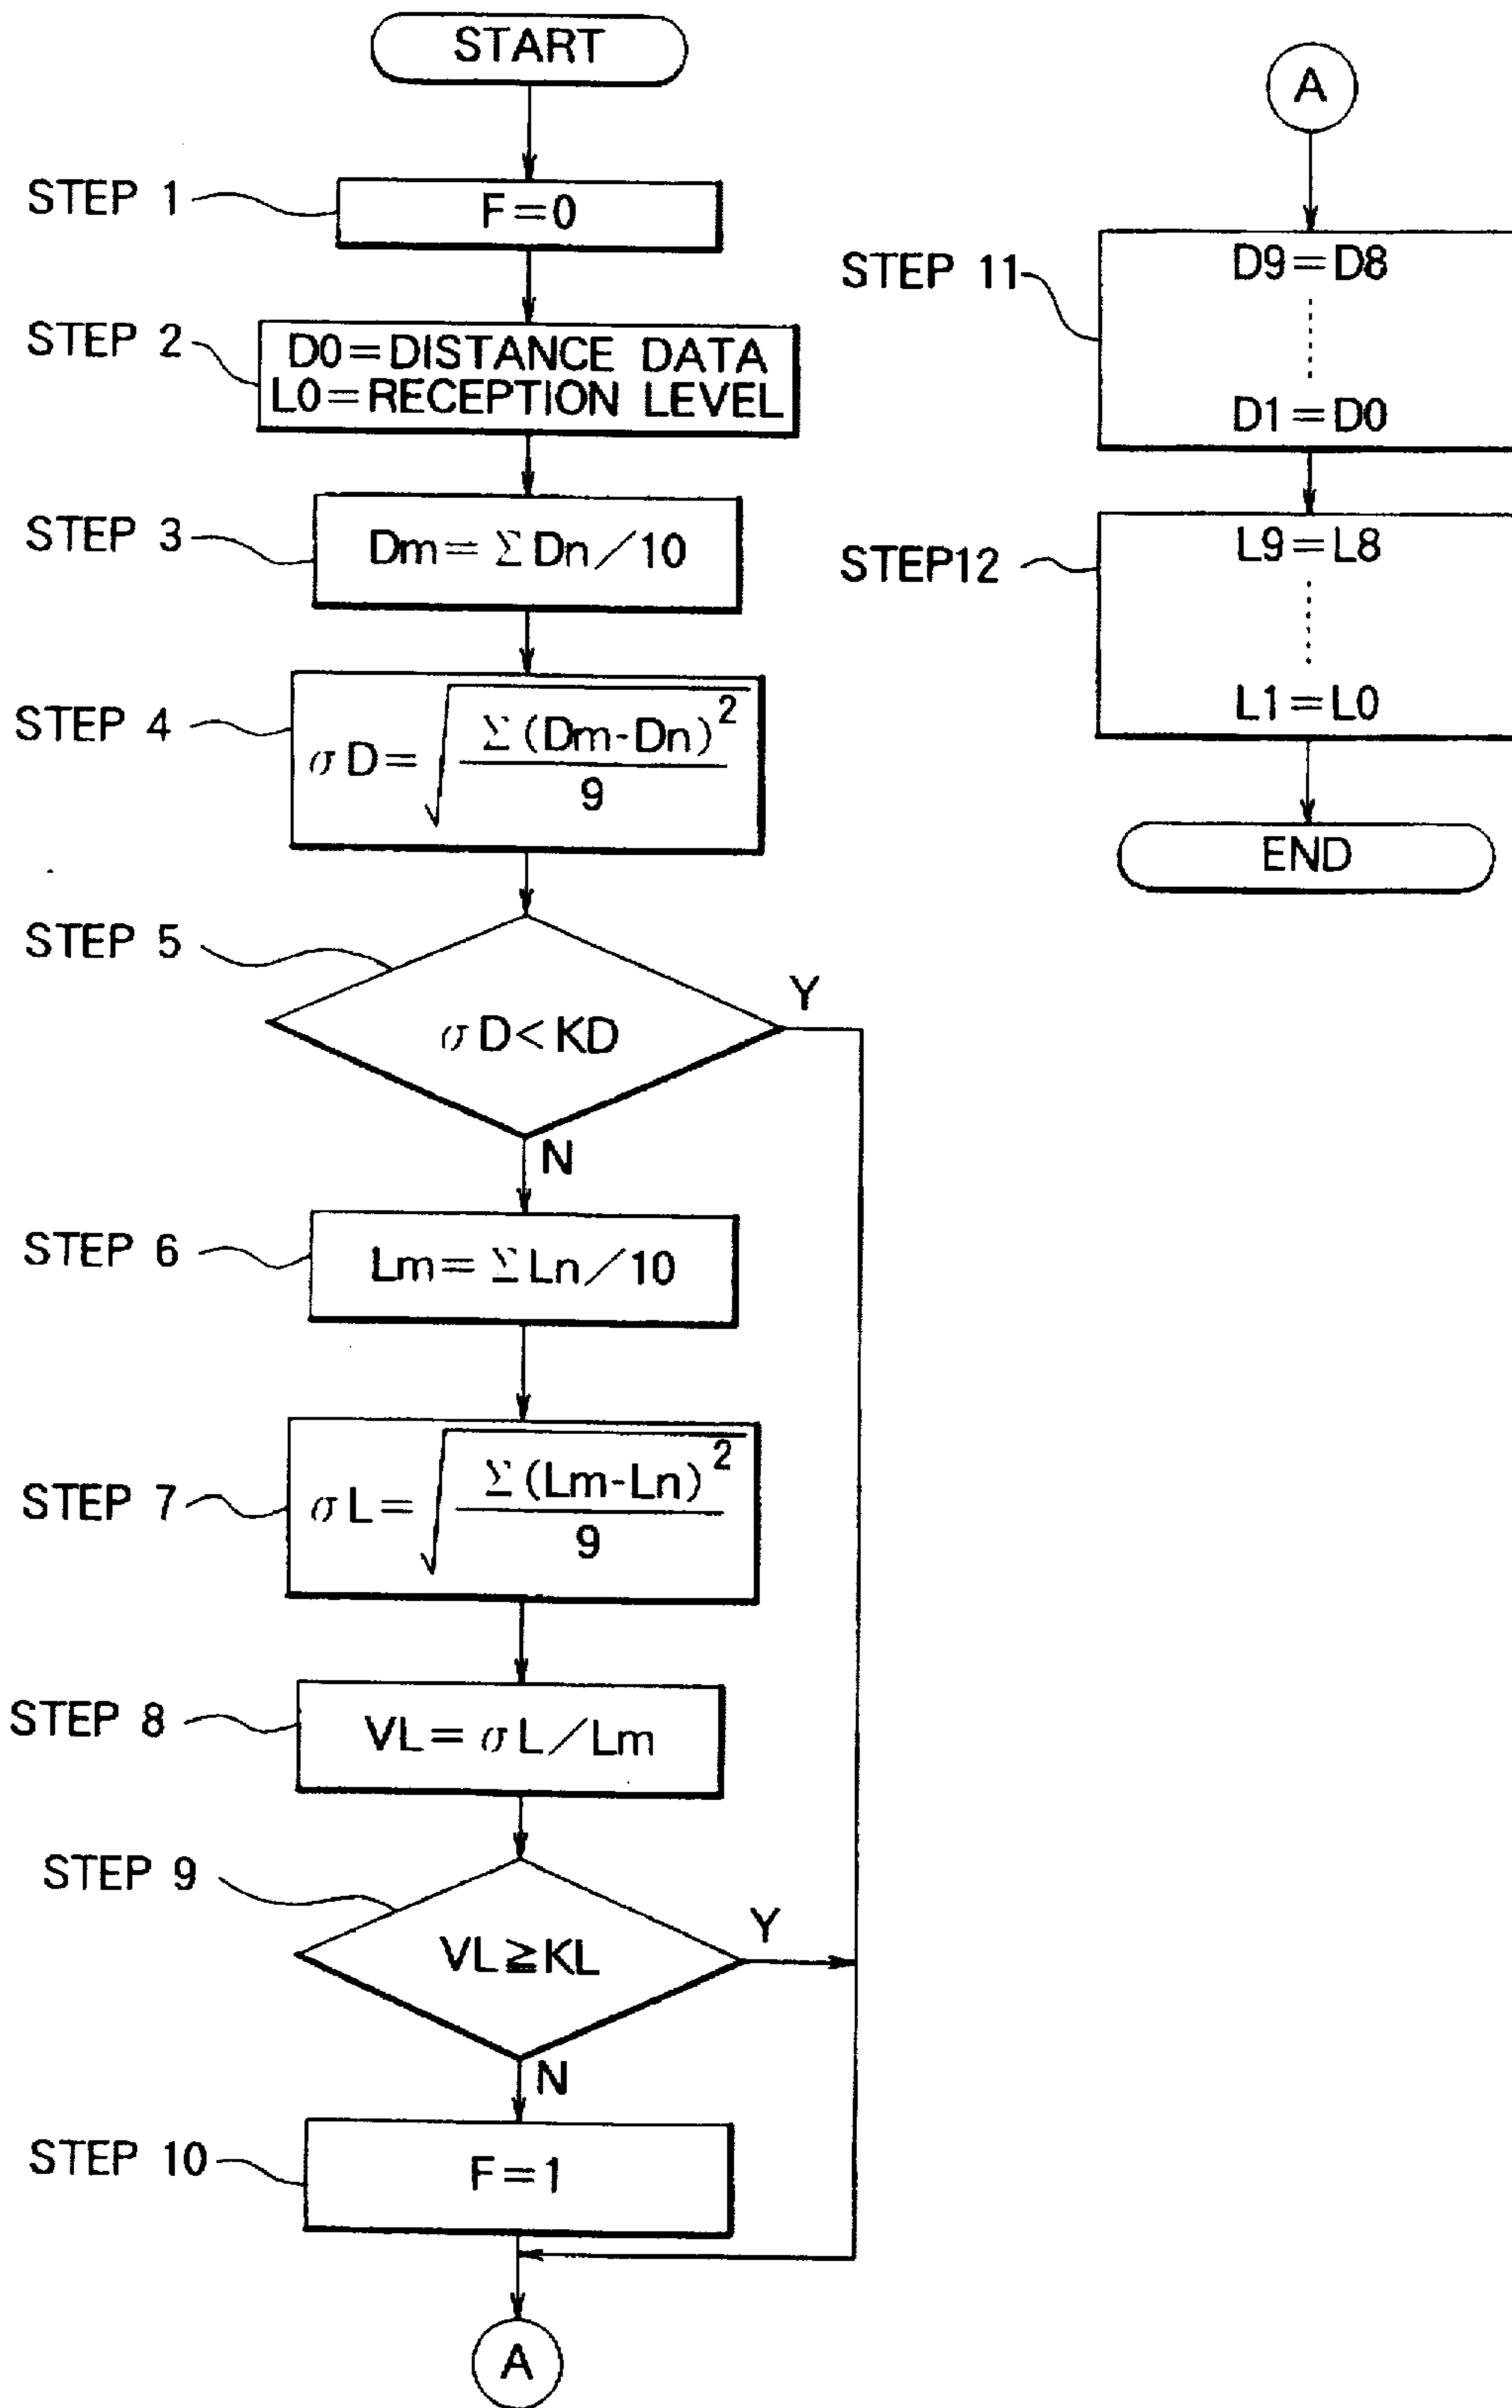 START
STEP 1
F=0
STEP 2
D0=DISTANCE DATA
L0=RECEPTION LEVEL
STEP 3
Dm=ΣDn/10
STEP 4
σD=√(Σ(Dm-Dn)²/9)
STEP 5
σD<KD
Y
N
STEP 6
Lm=ΣLn/10
STEP 7
σL=√(Σ(Lm-Ln)²/9)
STEP 8
VL=σL/Lm
STEP 9
VL≧KL
Y
N
STEP 10
F=1
A
A
STEP 11
D9=D8
D1=D0
STEP12
L9=L8
L1=L0
END